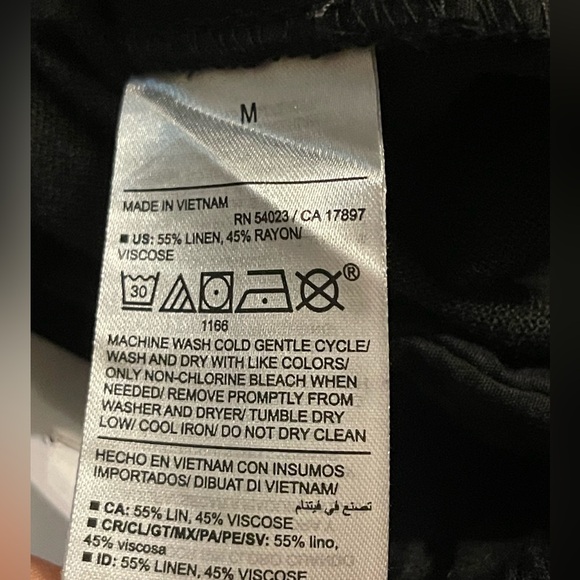 M
MADE IN VIETNAM
RN 54023 / CA 17897
■ US: 55% LINEN, 45% RAYON/
VISCOSE
30
®
1166
MACHINE WASH COLD GENTLE CYCLE/
WASH AND DRY WITH LIKE COLORS/
ONLY NON-CHLORINE BLEACH WHEN
NEEDED/ REMOVE PROMPTLY FROM
WASHER AND DRYER/ TUMBLE DRY
LOW/ COOL IRON/ DO NOT DRY CLEAN
HECHO EN VIETNAM CON INSUMOS
IMPORTADOS/ DIBUAT DI VIETNAM/
تصنع في فيتنام
■ CA: 55% LIN, 45% VISCOSE
■ CR/CL/GT/MX/PA/PE/SV: 55% lino,
45% viscosa
■ ID: 55% LINEN, 45% VISCOSE